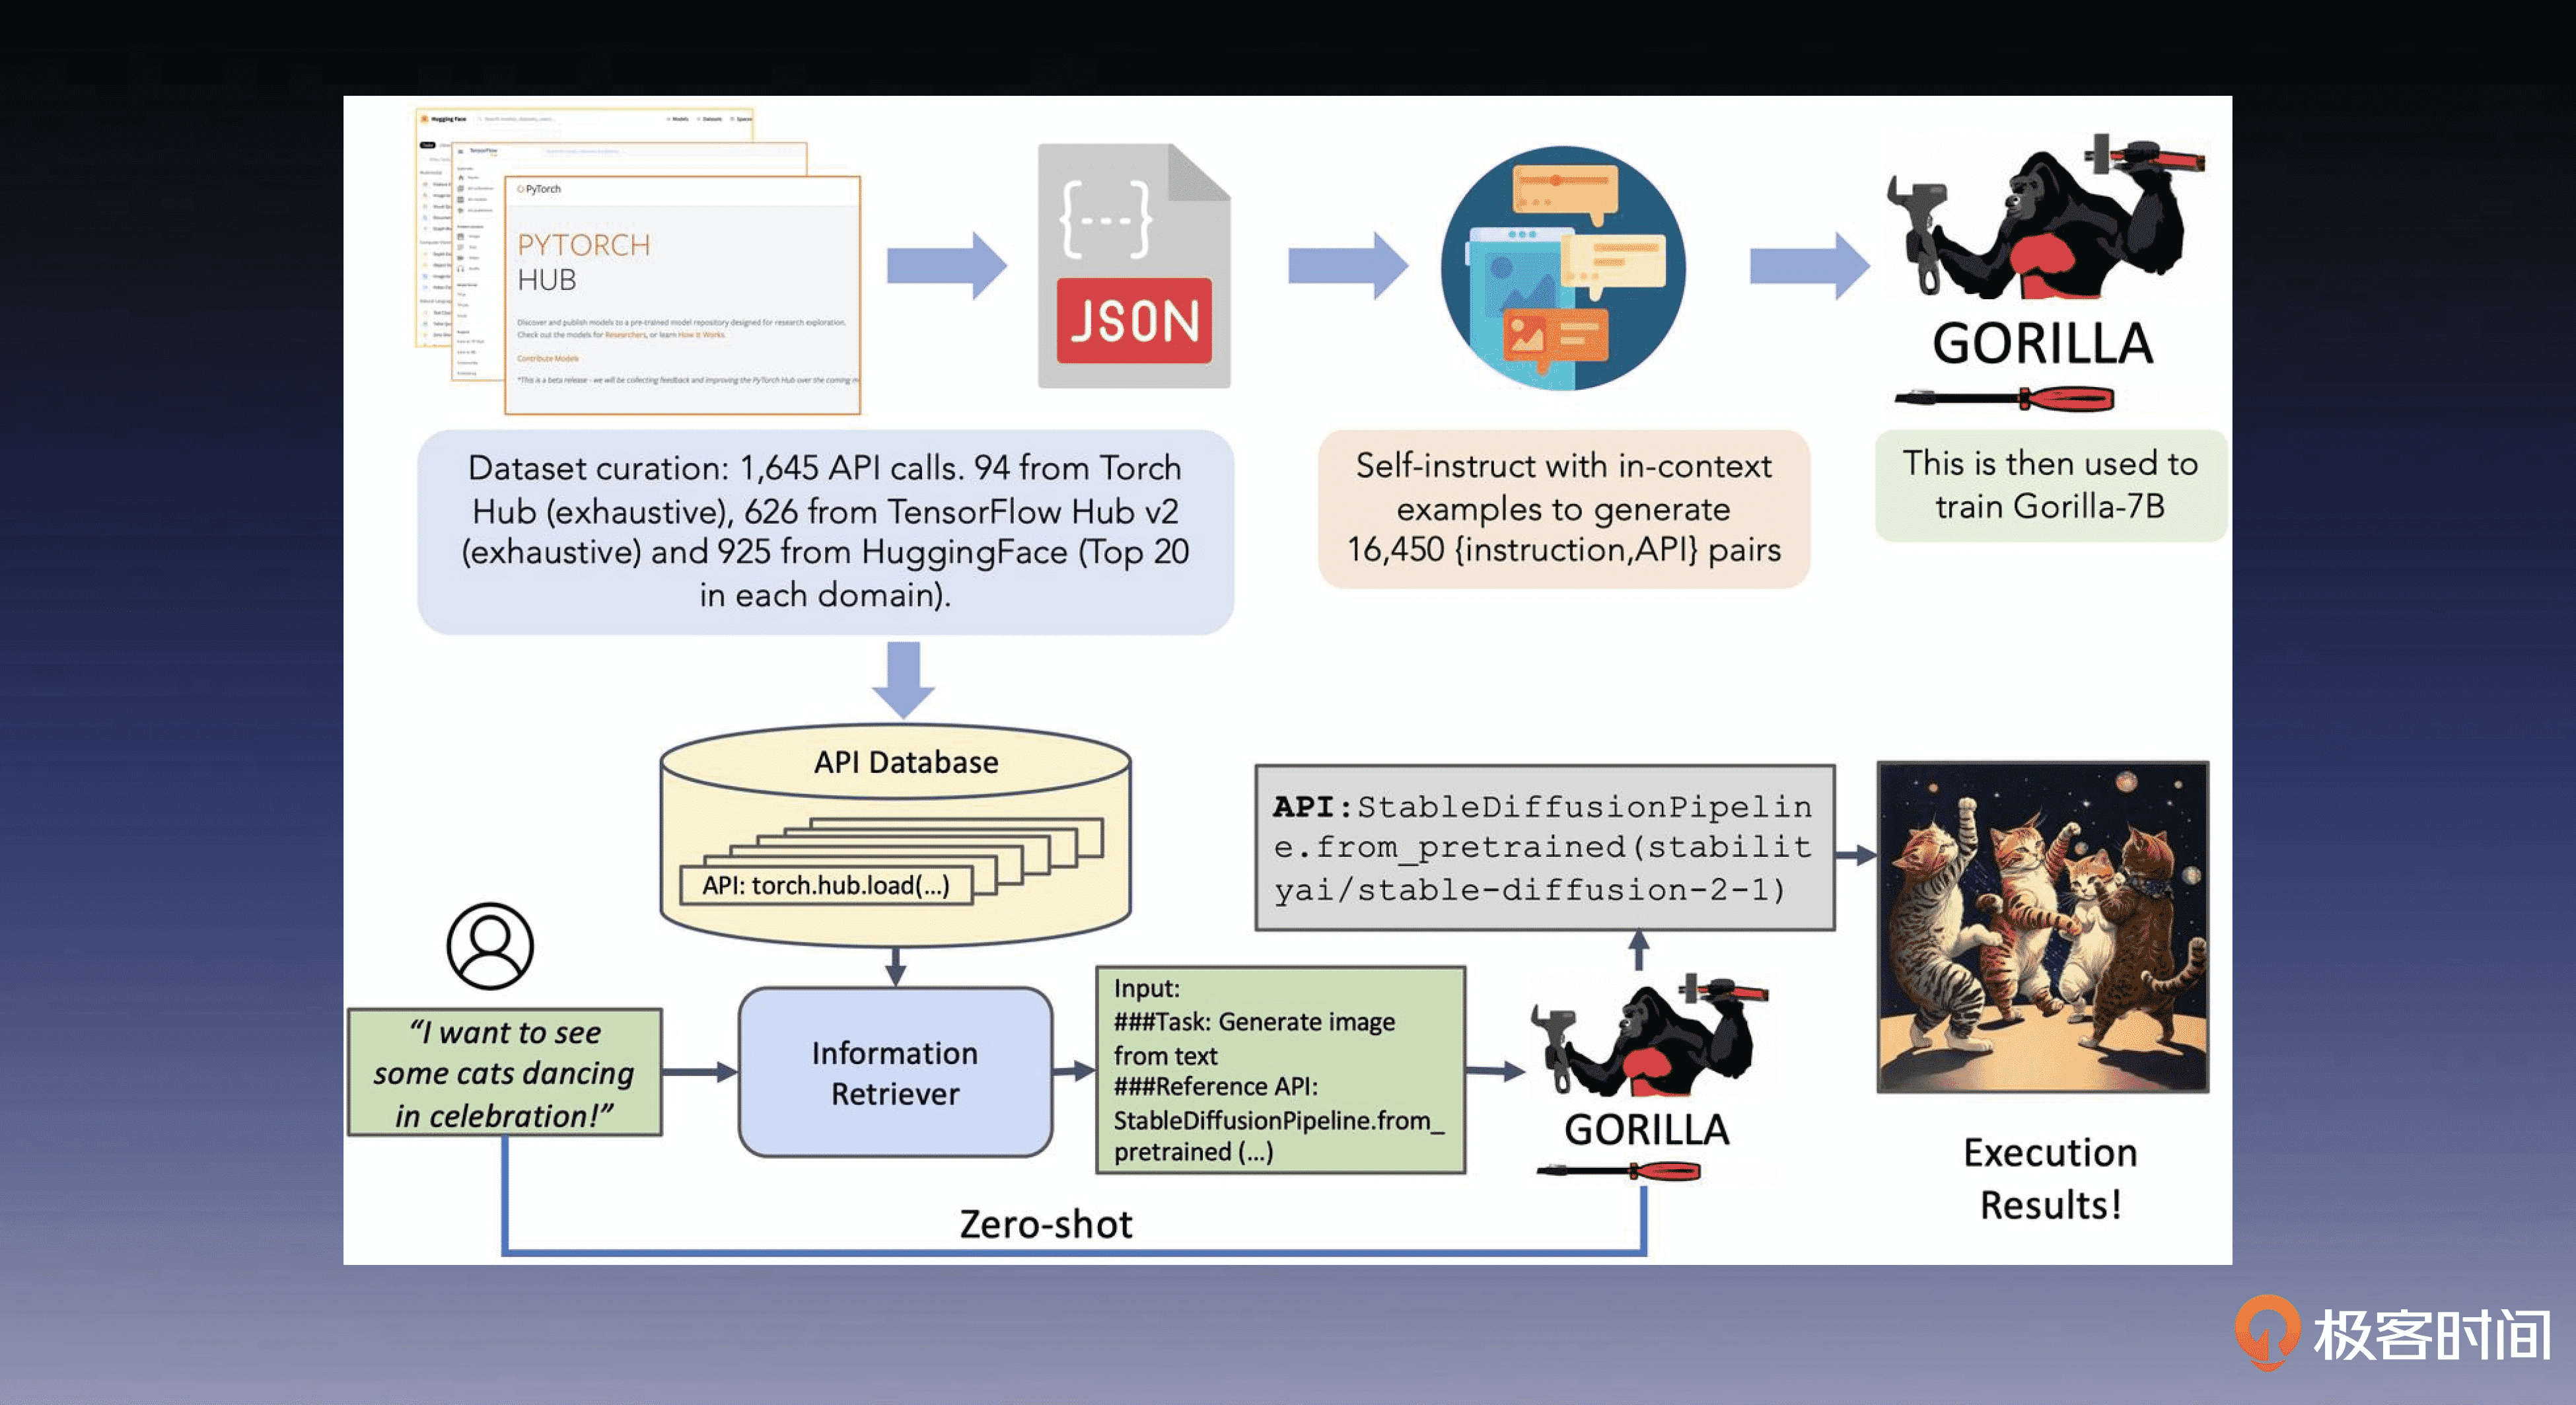 Hugging Face
Models
Datasets
TensorFlow
PyTorch
PYTORCH
HUB
Discover and publish models to a pre-trained model repository designed for research exploration.
Check out the models for Researchers, or learn How It Works.
Contribute Models
*This is a beta release - we will be collecting feedback and improving the PyTorch Hub over the coming
{---}
JSON
GORILLA
Dataset curation: 1,645 API calls. 94 from Torch
Hub (exhaustive), 626 from TensorFlow Hub v2
(exhaustive) and 925 from HuggingFace (Top 20
in each domain).
Self-instruct with in-context
examples to generate
16,450 {instruction,API} pairs
This is then used to
train Gorilla-7B
API Database
API: torch.hub.load(...)
API:StableDiffusionPipelin
e.from_pretrained(stabilit
yai/stable-diffusion-2-1)
“I want to see
some cats dancing
in celebration!”
Information
Retriever
Input:
###Task: Generate image
from text
###Reference API:
StableDiffusionPipeline.from_
pretrained (...)
GORILLA
Execution
Results!
Zero-shot
极客时间